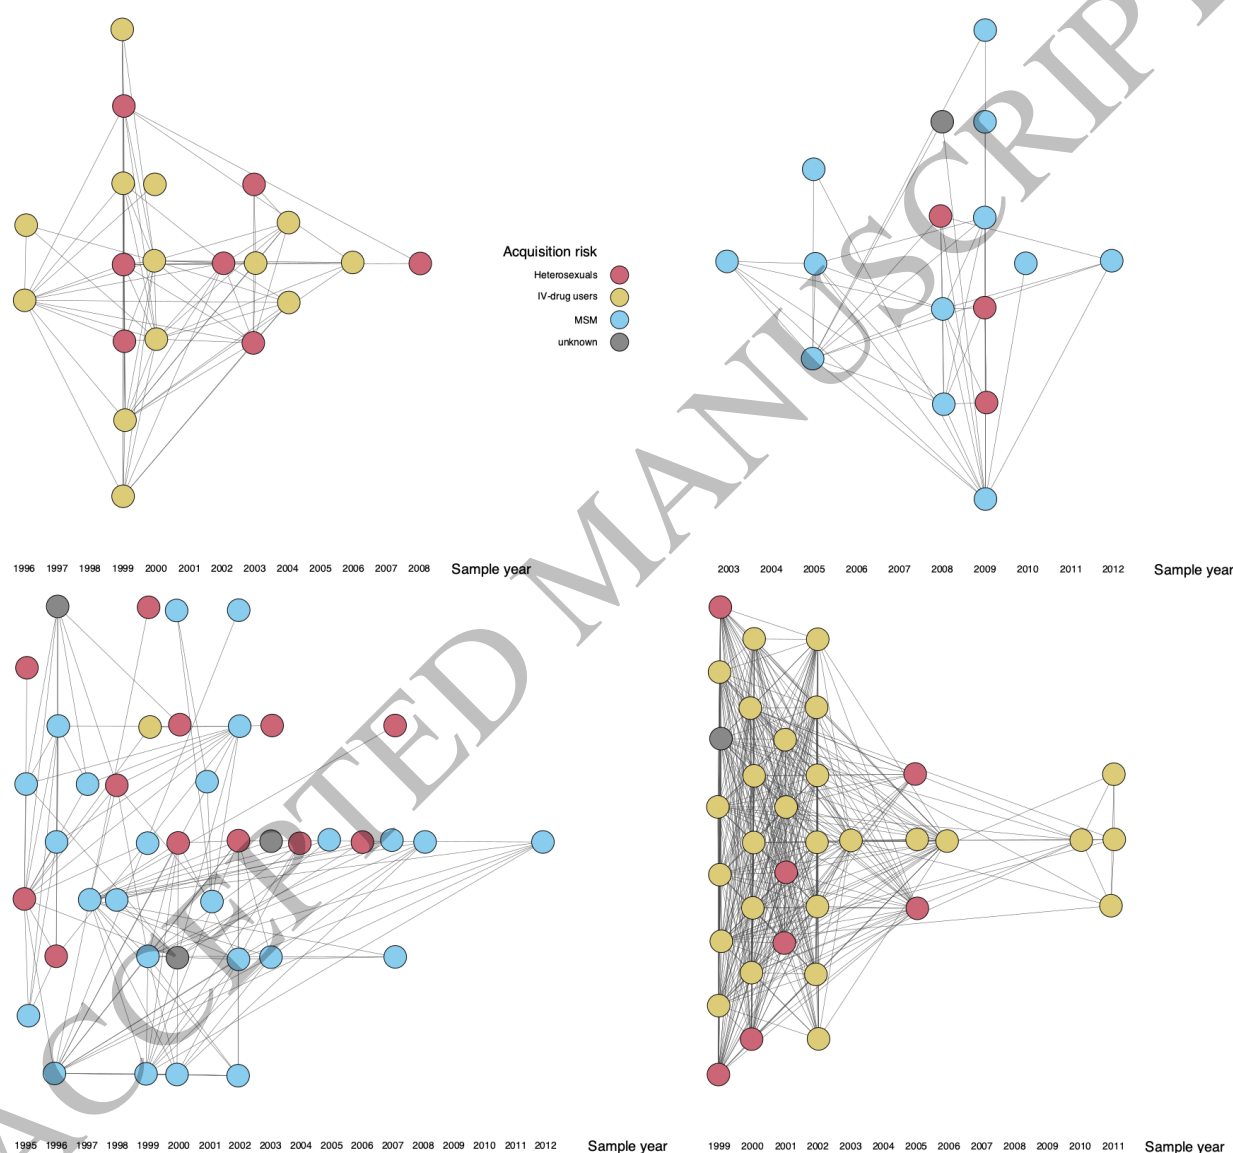 Acquisition risk
Heterosexuals
IV-drug users
MSM
unknown
1996 1997 1998 1999 2000 2001 2002 2003 2004 2005 2006 2007 2008 Sample year
2003 2004 2005 2006 2007 2008 2009 2010 2011 2012 Sample year
1995 1996 1997 1998 1999 2000 2001 2002 2003 2004 2005 2006 2007 2008 2009 2010 2011 2012 Sample year
1999 2000 2001 2002 2003 2004 2005 2006 2007 2008 2009 2010 2011 Sample year
ACCEPTED MANUSCRIPT